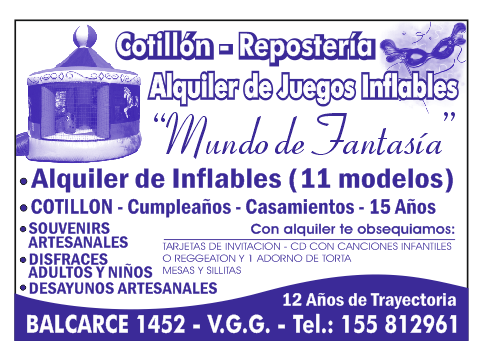 Cotillón - Repostería
Alquiler de Juegos Inflables
"Mundo de Fantasía"
• Alquiler de Inflables (11 modelos)
• COTILLON - Cumpleaños - Casamientos - 15 Años
• SOUVENIRS
ARTESANALES
• DISFRACES
ADULTOS Y NIÑOS
• DESAYUNOS ARTESANALES
Con alquiler te obsequiamos:
TARJETAS DE INVITACION - CD CON CANCIONES INFANTILES
O REGGEATON Y 1 ADORNO DE TORTA
MESAS Y SILLITAS
12 Años de Trayectoria
BALCARCE 1452 - V.G.G. - Tel.: 155 812961